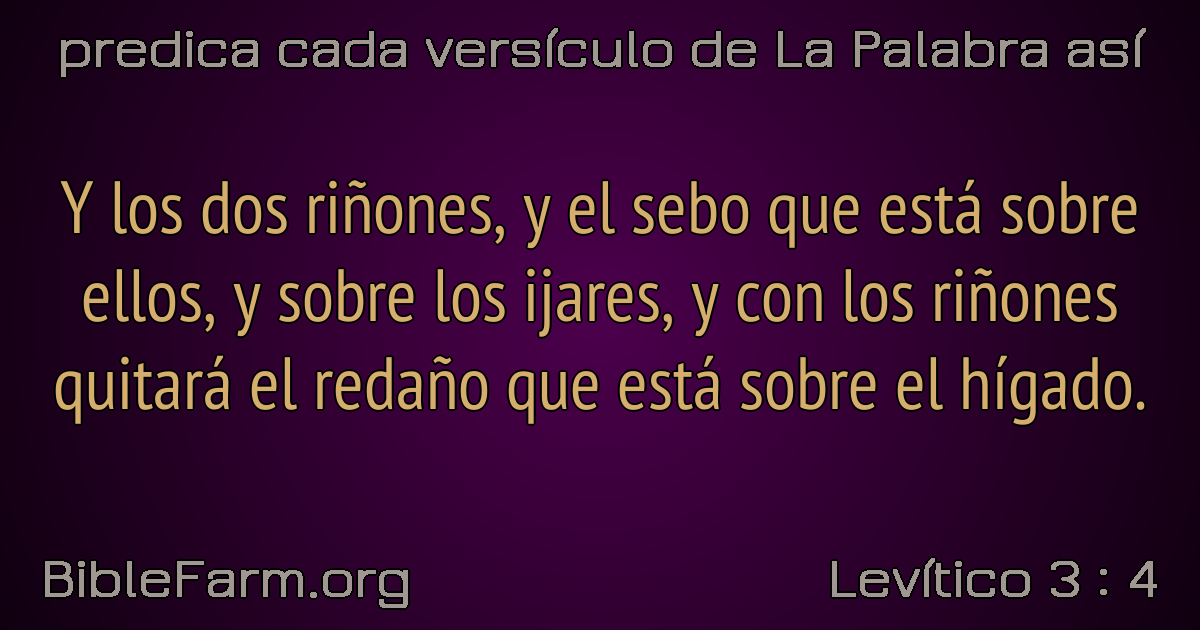 predica cada versículo de La Palabra así
Y los dos riñones, y el sebo que está sobre
ellos, y sobre los ijares, y con los riñones
quitará el redaño que está sobre el hígado.
BibleFarm.org
Levítico 3 : 4